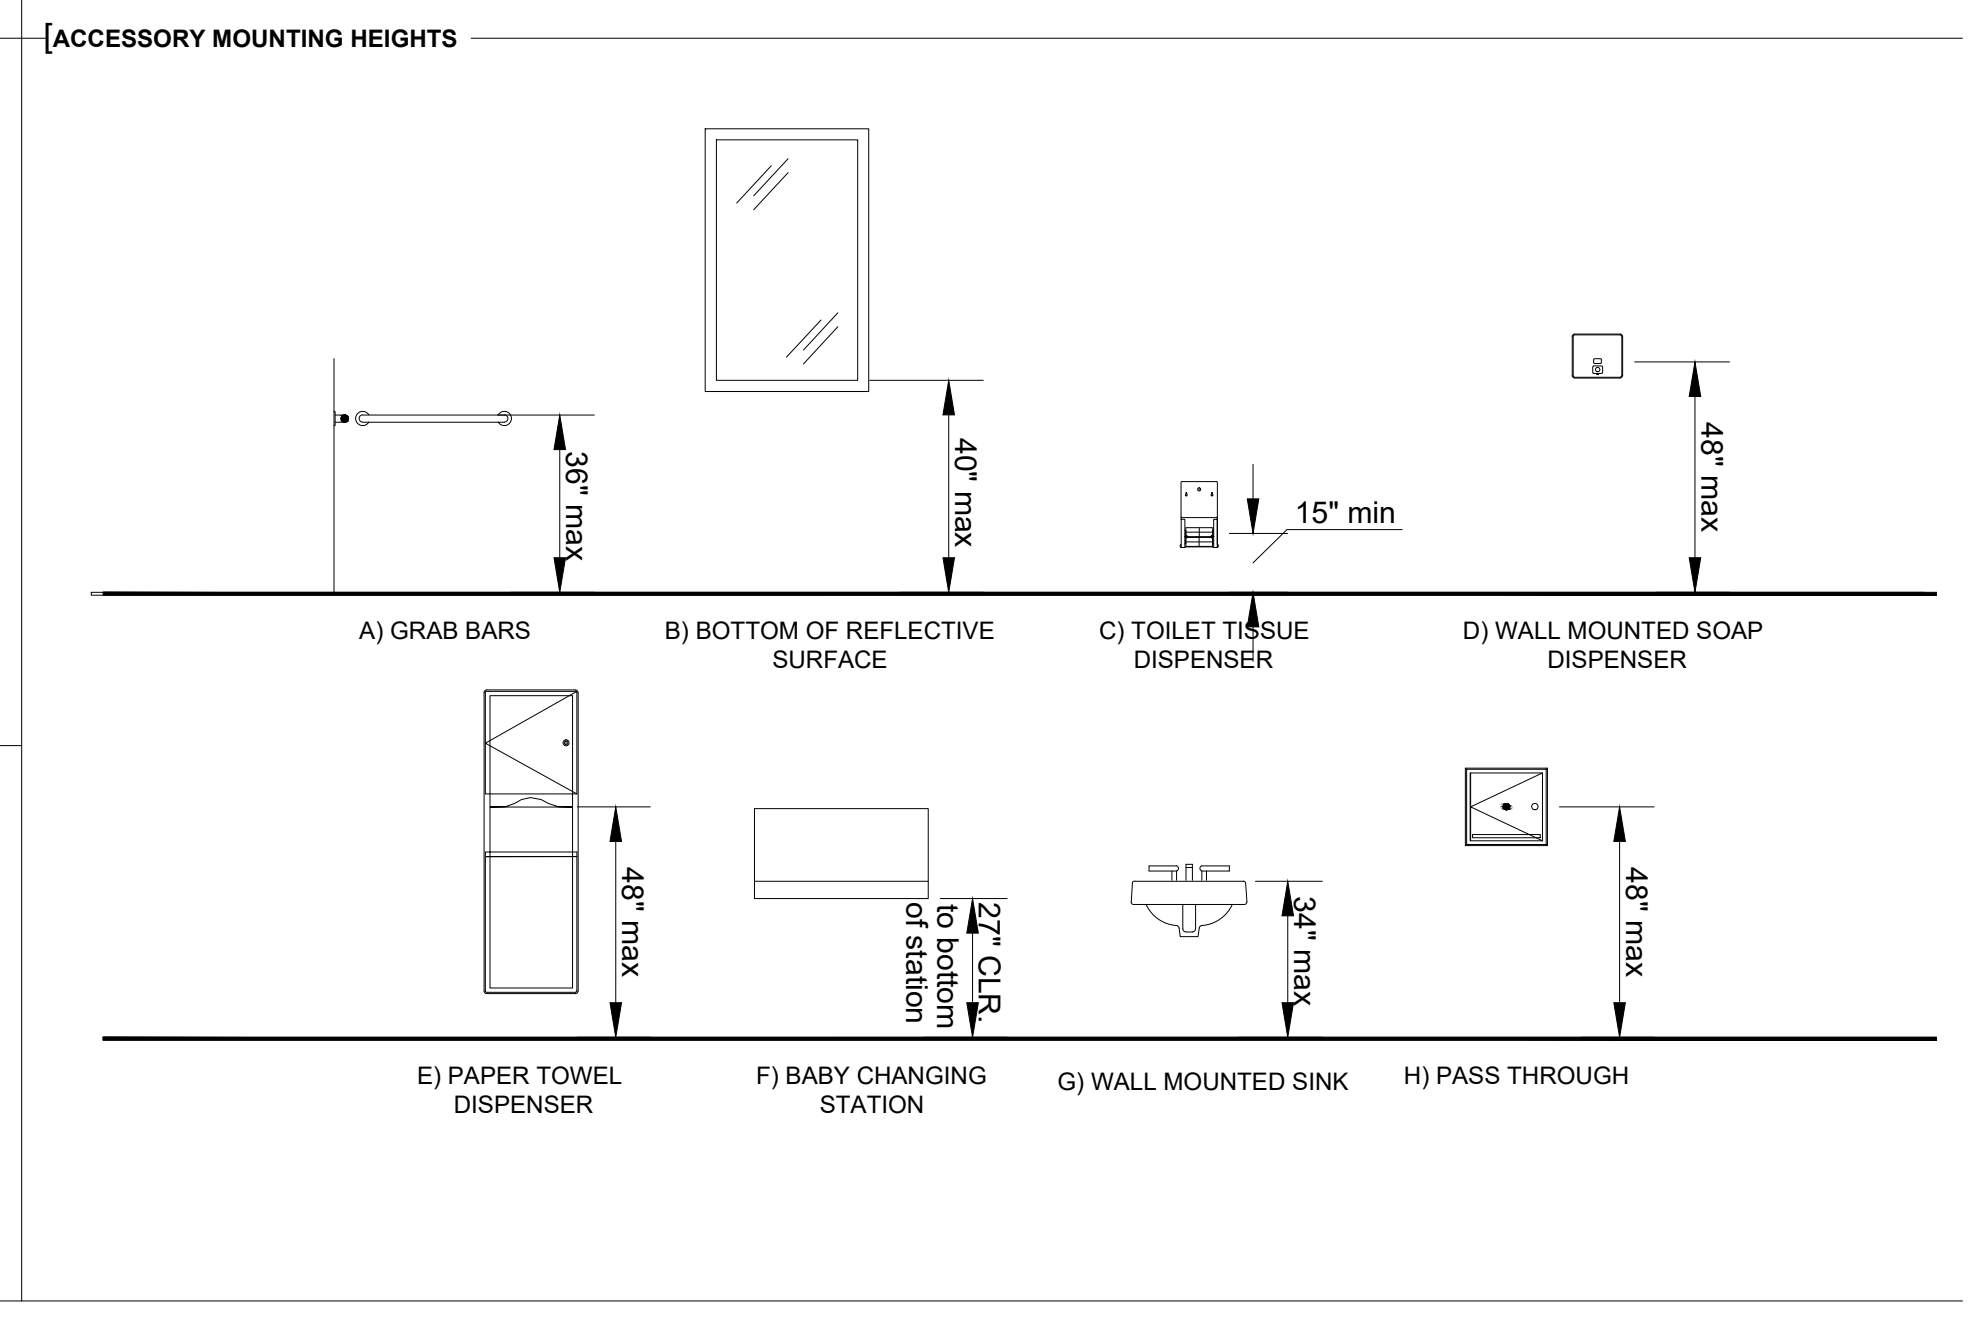 [ACCESSORY MOUNTING HEIGHTS
36" max
40" max
15" min
48" max
A) GRAB BARS
B) BOTTOM OF REFLECTIVE
SURFACE
C) TOILET TISSUE
DISPENSER
D) WALL MOUNTED SOAP
DISPENSER
48" max
27" CLR.
to bottom
of station
34" max
48" max
E) PAPER TOWEL
DISPENSER
F) BABY CHANGING
STATION
G) WALL MOUNTED SINK
H) PASS THROUGH